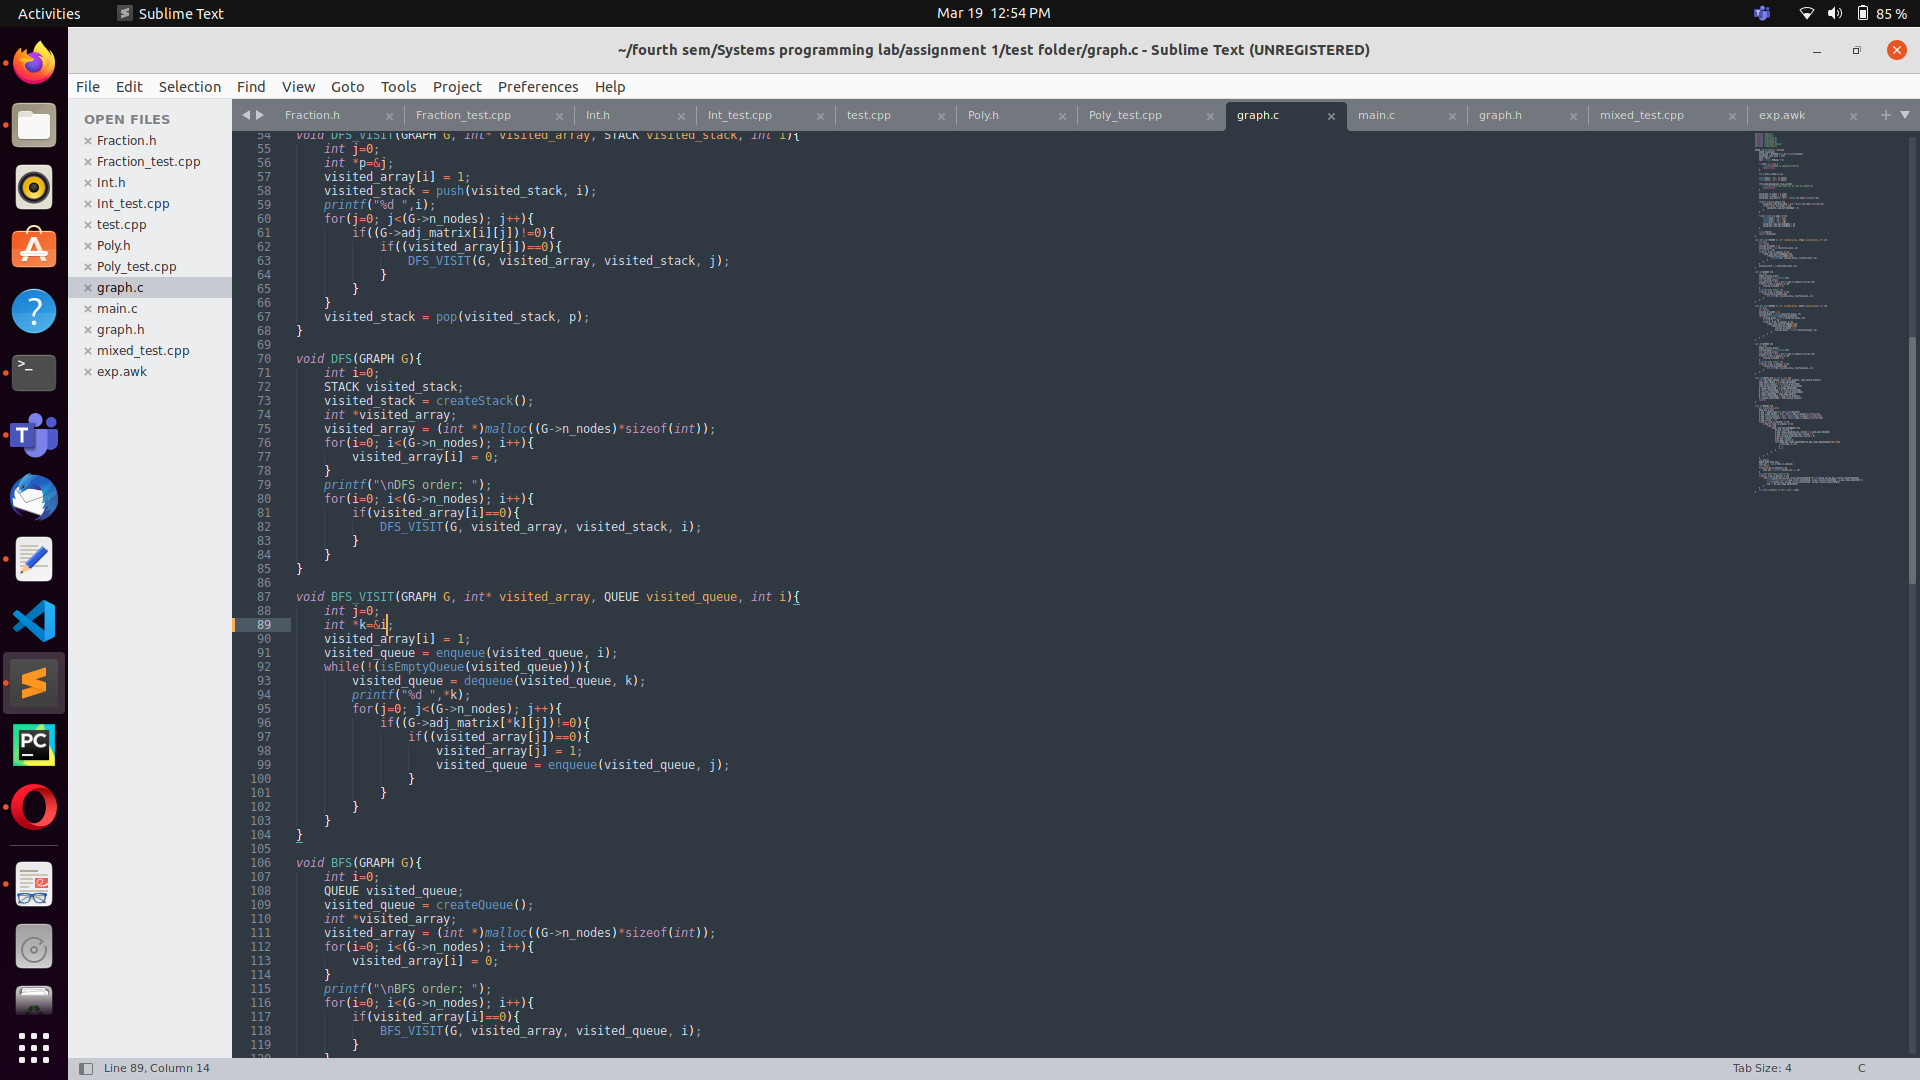 Activities
Sublime Text
Mar 19 12:54 PM
85 %
~/fourth sem/Systems programming lab/assignment 1/test folder/graph.c - Sublime Text (UNREGISTERED)
File Edit Selection Find View Goto Tools Project Preferences Help
OPEN FILES
Fraction.h
Fraction_test.cpp
Int.h
Int_test.cpp
test.cpp
Poly.h
Poly_test.cpp
graph.c
main.c
graph.h
mixed_test.cpp
exp.awk
Fraction.h Fraction_test.cpp Int.h Int_test.cpp test.cpp Poly.h Poly_test.cpp graph.c main.c graph.h mixed_test.cpp exp.awk
54 void DFS_VISIT(GRAPH G, int* visited_array, STACK visited_stack, int i){
55 int j=0;
56 int *p=&j;
57 visited_array[i] = 1;
58 visited_stack = push(visited_stack, i);
59 printf("%d ",i);
60 for(j=0; j<(G->n_nodes); j++){
61 if((G->adj_matrix[i][j])!=0){
62 if((visited_array[j])==0){
63 DFS_VISIT(G, visited_array, visited_stack, j);
64 }
65 }
66 }
67 visited_stack = pop(visited_stack, p);
68 }
69
70 void DFS(GRAPH G){
71 int i=0;
72 STACK visited_stack;
73 visited_stack = createStack();
74 int *visited_array;
75 visited_array = (int *)malloc((G->n_nodes)*sizeof(int));
76 for(i=0; i<(G->n_nodes); i++){
77 visited_array[i] = 0;
78 }
79 printf("\nDFS order: ");
80 for(i=0; i<(G->n_nodes); i++){
81 if(visited_array[i]==0){
82 DFS_VISIT(G, visited_array, visited_stack, i);
83 }
84 }
85 }
86
87 void BFS_VISIT(GRAPH G, int* visited_array, QUEUE visited_queue, int i){
88 int j=0;
89 int *k=&i;
90 visited_array[i] = 1;
91 visited_queue = enqueue(visited_queue, i);
92 while(!(isEmptyQueue(visited_queue))){
93 visited_queue = dequeue(visited_queue, k);
94 printf("%d ",*k);
95 for(j=0; j<(G->n_nodes); j++){
96 if((G->adj_matrix[*k][j])!=0){
97 if((visited_array[j])==0){
98 visited_array[j] = 1;
99 visited_queue = enqueue(visited_queue, j);
100 }
101 }
102 }
103 }
104 }
105
106 void BFS(GRAPH G){
107 int i=0;
108 QUEUE visited_queue;
109 visited_queue = createQueue();
110 int *visited_array;
111 visited_array = (int *)malloc((G->n_nodes)*sizeof(int));
112 for(i=0; i<(G->n_nodes); i++){
113 visited_array[i] = 0;
114 }
115 printf("\nBFS order: ");
116 for(i=0; i<(G->n_nodes); i++){
117 if(visited_array[i]==0){
118 BFS_VISIT(G, visited_array, visited_queue, i);
119 }
120 }
Line 89, Column 14
Tab Size: 4
C